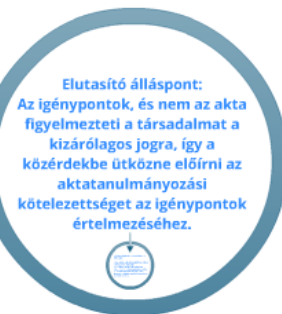 Elutasító álláspont:
Az igénypontok, és nem az akta
figyelmezteti a társadalmat a
kizárólagos jogra, így a
közérdekbe ütközne előírni az
aktatanulmányozási
kötelezettséget az igénypontok
értelmezéséhez.